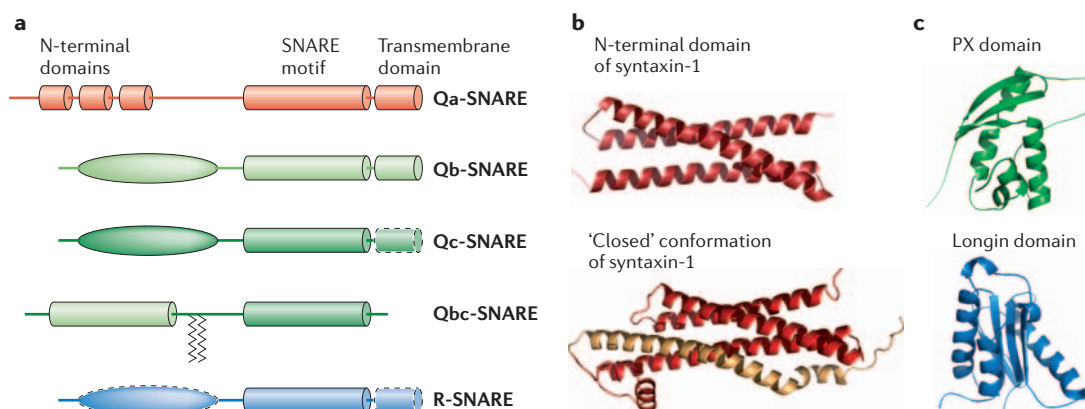 a
N-terminal
domains
SNARE
motif
Transmembrane
domain
Qa-SNARE
Qb-SNARE
Qc-SNARE
Qbc-SNARE
R-SNARE
b
N-terminal domain
of syntaxin-1
‘Closed’ conformation
of syntaxin-1
c
PX domain
Longin domain